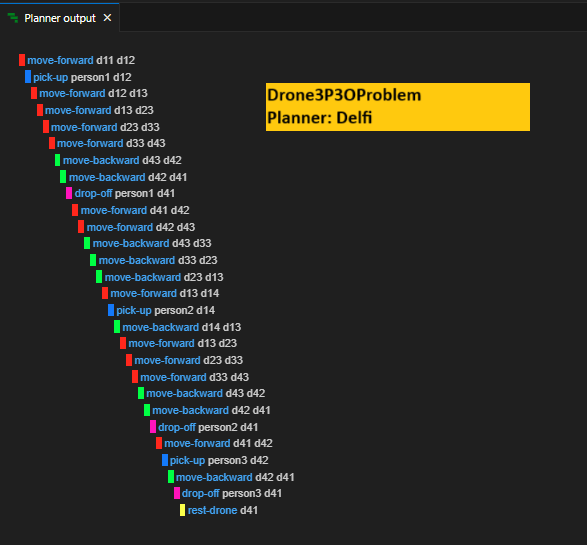 Planner output
move-forward d11 d12
pick-up person1 d12
move-forward d12 d13
move-forward d13 d23
move-forward d23 d33
move-forward d33 d43
move-backward d43 d42
move-backward d42 d41
drop-off person1 d41
move-forward d41 d42
move-forward d42 d43
move-backward d43 d33
move-backward d33 d23
move-backward d23 d13
move-forward d13 d14
pick-up person2 d14
move-backward d14 d13
move-forward d13 d23
move-forward d23 d33
move-forward d33 d43
move-backward d43 d42
move-backward d42 d41
drop-off person2 d41
move-forward d41 d42
pick-up person3 d42
move-backward d42 d41
drop-off person3 d41
rest-drone d41
Drone3P3OProblem
Planner: Delfi